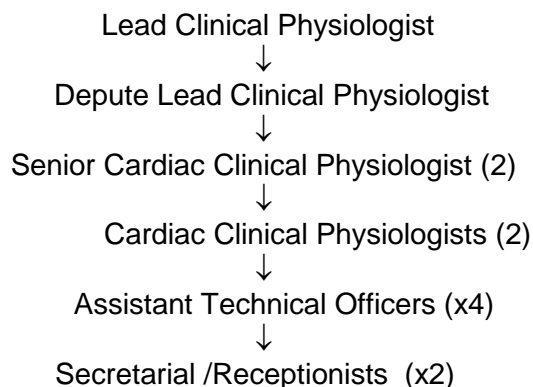 Lead Clinical Physiologist
↓
Depute Lead Clinical Physiologist
↓
Senior Cardiac Clinical Physiologist (2)
↓
Cardiac Clinical Physiologists (2)
↓
Assistant Technical Officers (x4)
↓
Secretarial /Receptionists  (x2)